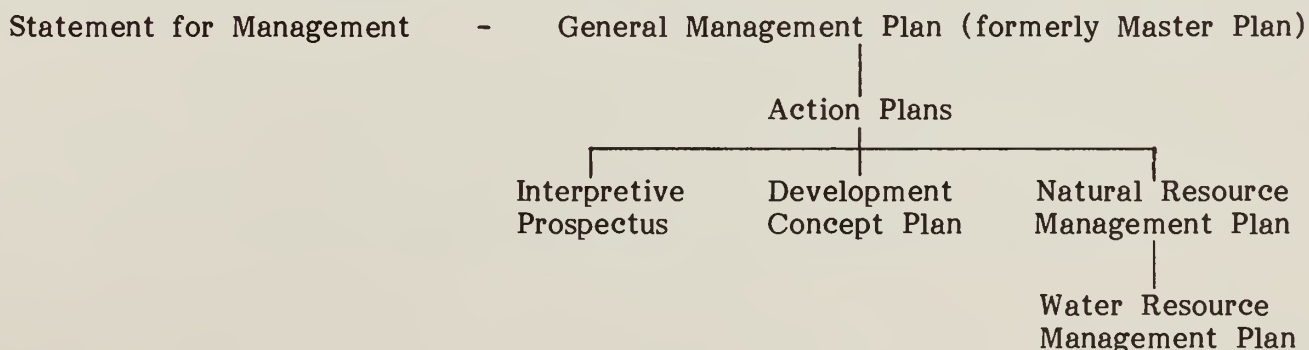 Statement for Management - General Management Plan (formerly Master Plan)
Action Plans
Interpretive Prospectus
Development Concept Plan
Natural Resource Management Plan
Water Resource Management Plan